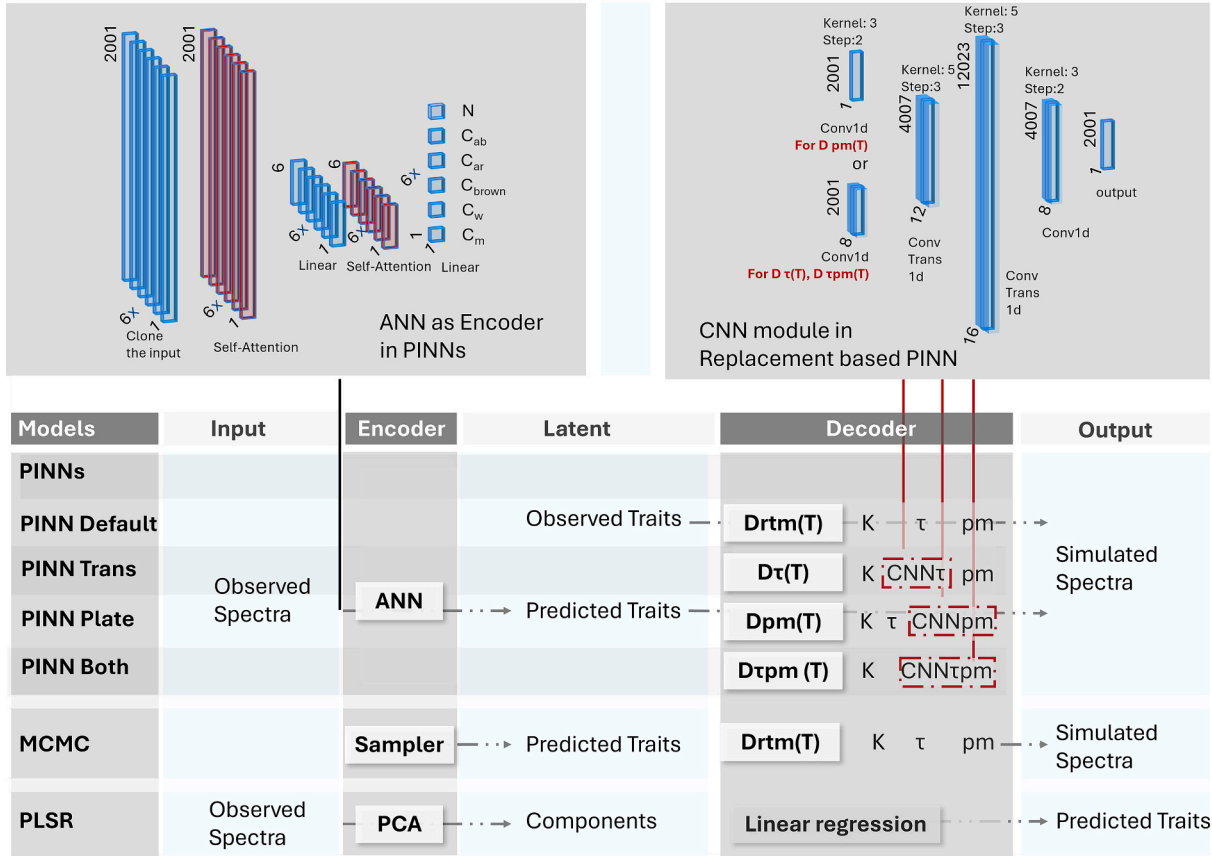 2001
2001
6×
1
Clone
the input
6×
1
Self-Attention
6
6×
1
Linear
6
6×
1
Self-Attention
6×
1
1
Linear
N
Cab
Car
Cbrown
Cw
Cm
ANN as Encoder
in PINNs
Kernel: 3
Step:2
2001
1
Conv1d
For D pm(T)
or
2001
8
Conv1d
For D τ(T), D τpm(T)
Kernel: 5
Step:3
4007
12
Conv
Trans
1d
Kernel: 5
Step:3
12023
16
Conv
Trans
1d
Kernel: 3
Step:2
4007
8
Conv1d
2001
1
output
CNN module in
Replacement based PINN
Models Input Encoder Latent Decoder Output
PINNs
PINN Default
Observed Traits
Drtm(T) K τ pm
PINN Trans
Dτ(T) K CNNτ pm
Observed
Spectra
ANN
Predicted Traits
Simulated
Spectra
PINN Plate
Dpm(T) K τ CNNpm
PINN Both
Dτpm (T) K CNNτpm
MCMC
Sampler
Predicted Traits
Drtm(T) K τ pm
Simulated
Spectra
PLSR
Observed
Spectra
PCA
Components
Linear regression
Predicted Traits